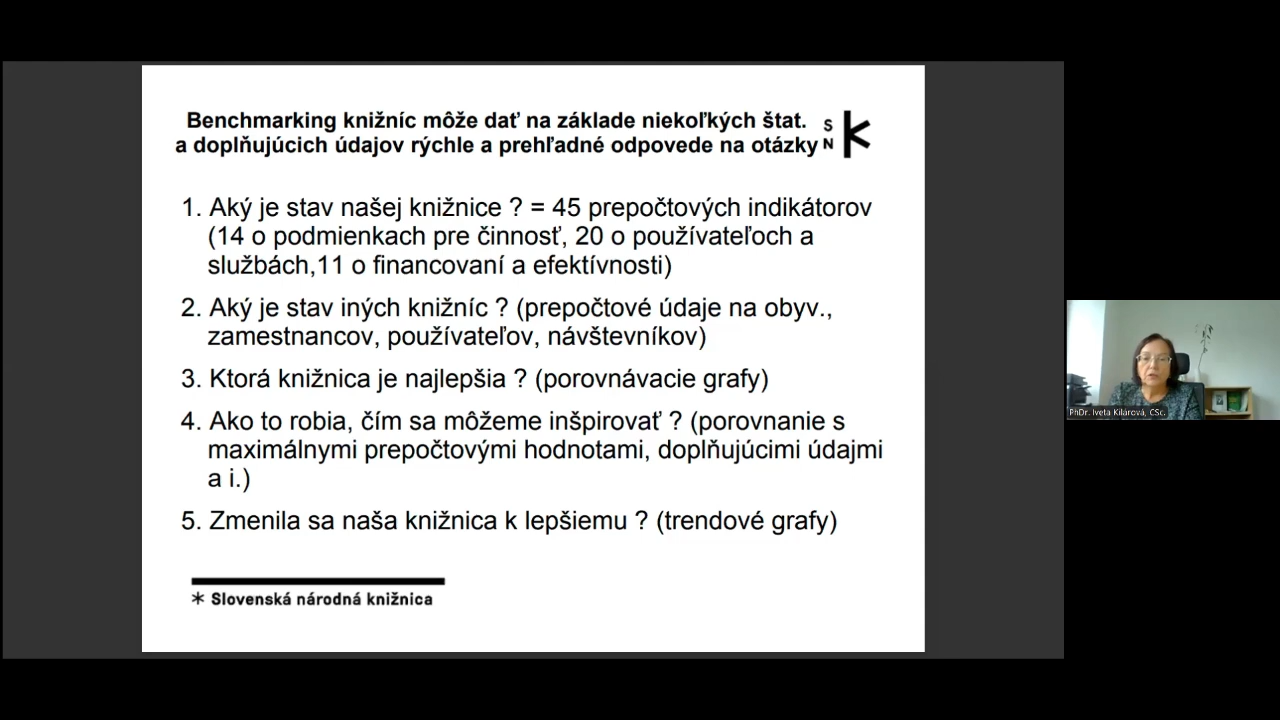 Benchmarking knižníc môže dať na základe niekoľkých štat.
a doplňujúcich údajov rýchle a prehľadné odpovede na otázky
S
N
K
1. Aký je stav našej knižnice ? = 45 prepočtových indikátorov
(14 o podmienkach pre činnosť, 20 o používateľoch a
službách,11 o financovaní a efektívnosti)
2. Aký je stav iných knižníc ? (prepočtové údaje na obyv.,
zamestnancov, používateľov, návštevníkov)
3. Ktorá knižnica je najlepšia ? (porovnávacie grafy)
4. Ako to robia, čím sa môžeme inšpirovať ? (porovnanie s
maximálnymi prepočtovými hodnotami, doplňujúcimi údajmi
a i.)
5. Zmenila sa naša knižnica k lepšiemu ? (trendové grafy)
* Slovenská národná knižnica
PhDr. Iveta Kilárová, CSc.